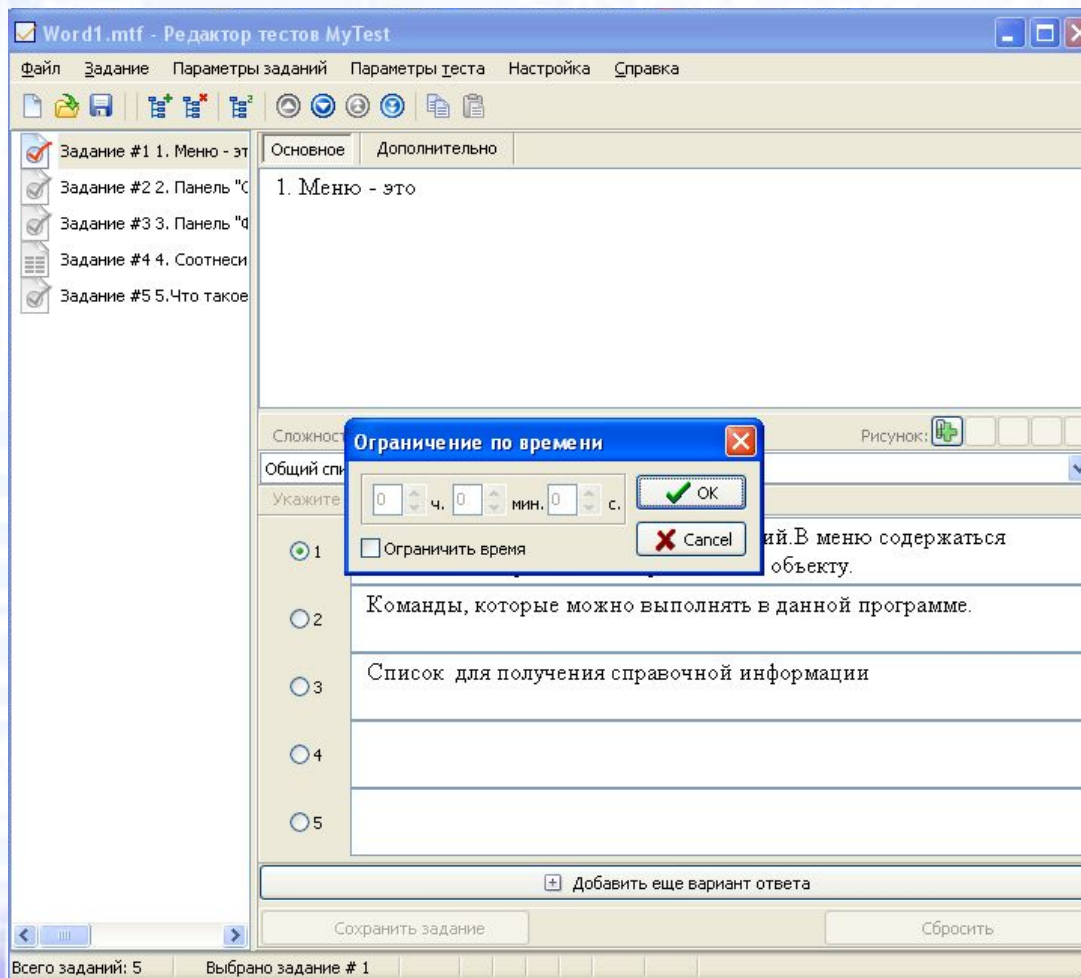 Word1.mtf - Редактор тестов MyTest
Файл Задание Параметры заданий Параметры теста Настройка Справка
Задание #1 1. Меню - эт
Задание #2 2. Панель "С
Задание #3 3. Панель "Ф
Задание #4 4. Соотнеси
Задание #5 5.Что такое
Основное Дополнительно
1. Меню - это
Рисунок:
Общий
Укажите
Ограничение по времени
0 ч. 0 мин. 0 с.
Ограничить время
OK
Cancel
1
ий.В меню содержаться
объекту.
2 Команды, которые можно выполнять в данной программе.
3 Список для получения справочной информации
4
5
Добавить еще вариант ответа
Сохранить задание Сбросить
Всего заданий: 5 Выбрано задание # 1